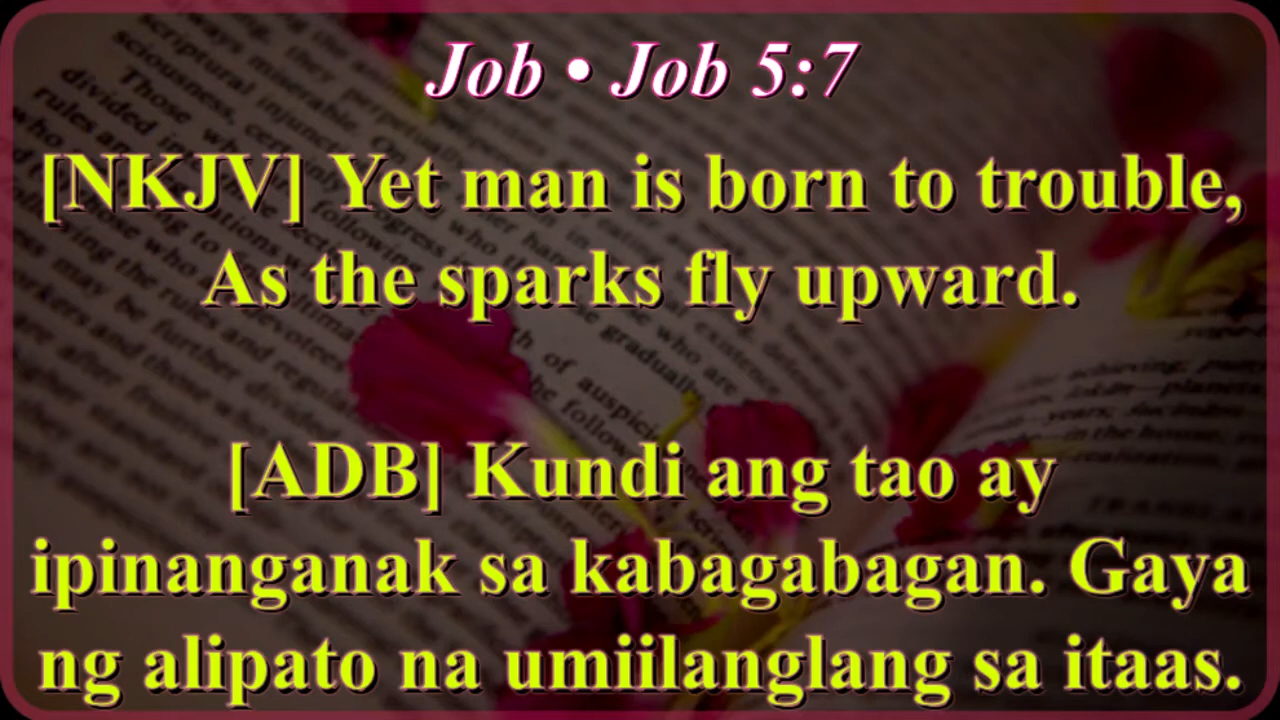 Job • Job 5:7
[NKJV] Yet man is born to trouble,
As the sparks fly upward.
[ADB] Kundi ang tao ay
ipinanganak sa kabagabagan. Gaya
ng alipato na umiilanglang sa itaas.